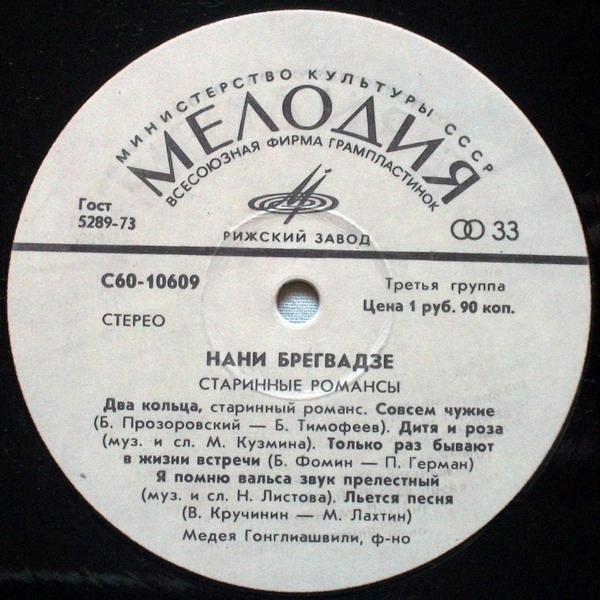 МИНИСТЕРСТВО КУЛЬТУРЫ СССР
МЕЛОДИЯ
ВСЕСОЮЗНАЯ ФИРМА ГРАМПЛАСТИНОК
Гост
5289-73
РИЖСКИЙ ЗАВОД
33
С60-10609
Третья группа
Цена 1 руб. 90 коп.
СТЕРЕО
НАНИ БРЕГВАДЗЕ
СТАРИННЫЕ РОМАНСЫ
Два кольца, старинный романс. Совсем чужие
(Б. Прозоровский — Б. Тимофеев). Дитя и роза
(муз. и сл. М. Кузмина). Только раз бывают
в жизни встречи (Б. Фомин — П. Герман)
Я помню вальса звук прелестный
(муз. и сл. Н. Листова). Льется песня
(В. Кручинин — М. Лахтин)
Медея Гонглиашвили, ф-но